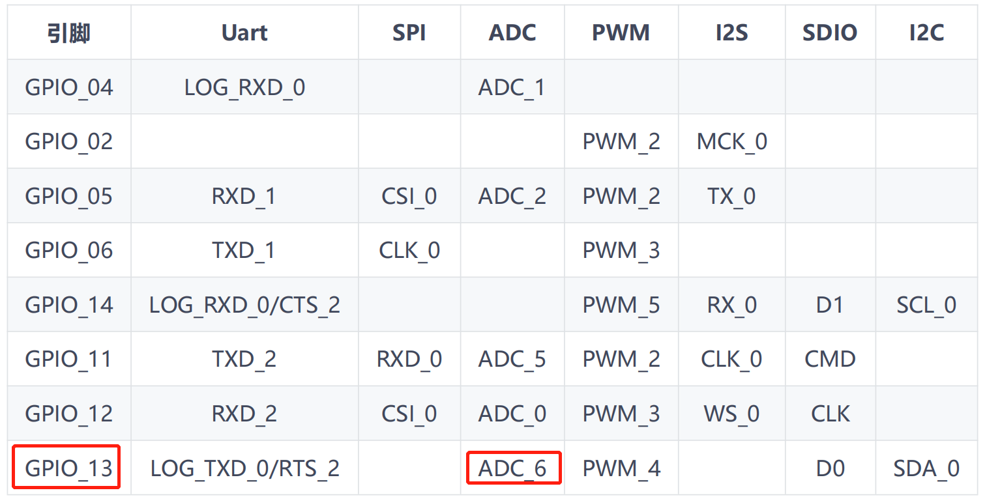 引脚 Uart SPI ADC PWM I2S SDIO I2C
GPIO_04 LOG_RXD_0 ADC_1
GPIO_02 PWM_2 MCK_0
GPIO_05 RXD_1 CSI_0 ADC_2 PWM_2 TX_0
GPIO_06 TXD_1 CLK_0 PWM_3
GPIO_14 LOG_RXD_0/CTS_2 PWM_5 RX_0 D1 SCL_0
GPIO_11 TXD_2 RXD_0 ADC_5 PWM_2 CLK_0 CMD
GPIO_12 RXD_2 CSI_0 ADC_0 PWM_3 WS_0 CLK
GPIO_13 LOG_TXD_0/RTS_2 ADC_6 PWM_4 D0 SDA_0